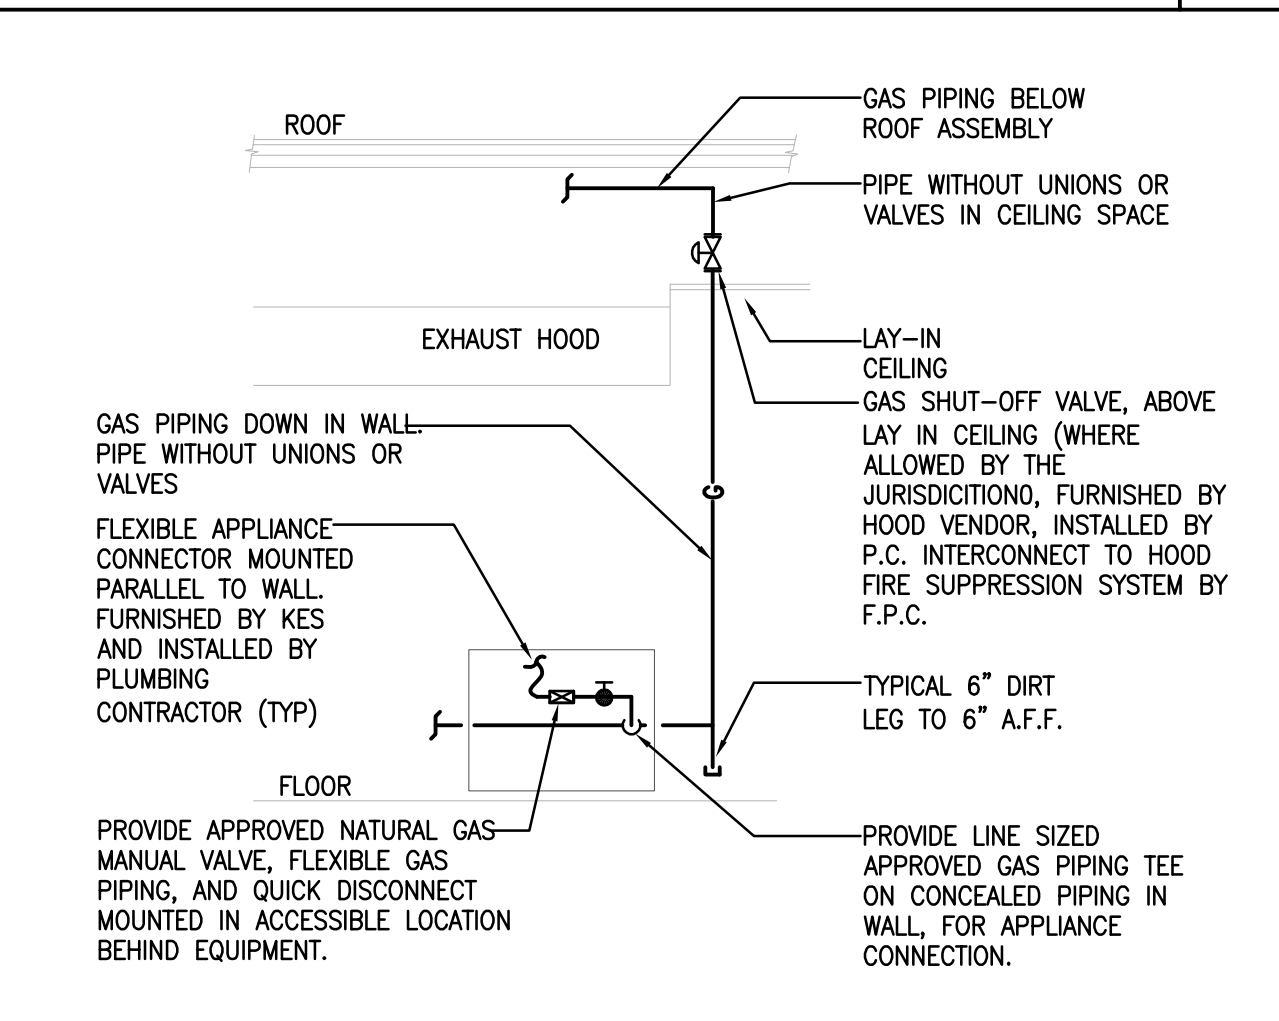 ROOF
GAS PIPING BELOW
ROOF ASSEMBLY
PIPE WITHOUT UNIONS OR
VALVES IN CEILING SPACE
EXHAUST HOOD
LAY-IN
CEILING
GAS SHUT-OFF VALVE, ABOVE
LAY IN CEILING (WHERE
ALLOWED BY THE
JURISDICITION0, FURNISHED BY
HOOD VENDOR, INSTALLED BY
P.C. INTERCONNECT TO HOOD
FIRE SUPPRESSION SYSTEM BY
F.P.C.
GAS PIPING DOWN IN WALL.
PIPE WITHOUT UNIONS OR
VALVES
G
FLEXIBLE APPLIANCE
CONNECTOR MOUNTED
PARALLEL TO WALL.
FURNISHED BY KES
AND INSTALLED BY
PLUMBING
CONTRACTOR (TYP)
TYPICAL 6" DIRT
LEG TO 6" A.F.F.
FLOOR
PROVIDE APPROVED NATURAL GAS
MANUAL VALVE, FLEXIBLE GAS
PIPING, AND QUICK DISCONNECT
MOUNTED IN ACCESSIBLE LOCATION
BEHIND EQUIPMENT.
PROVIDE LINE SIZED
APPROVED GAS PIPING TEE
ON CONCEALED PIPING IN
WALL, FOR APPLIANCE
CONNECTION.